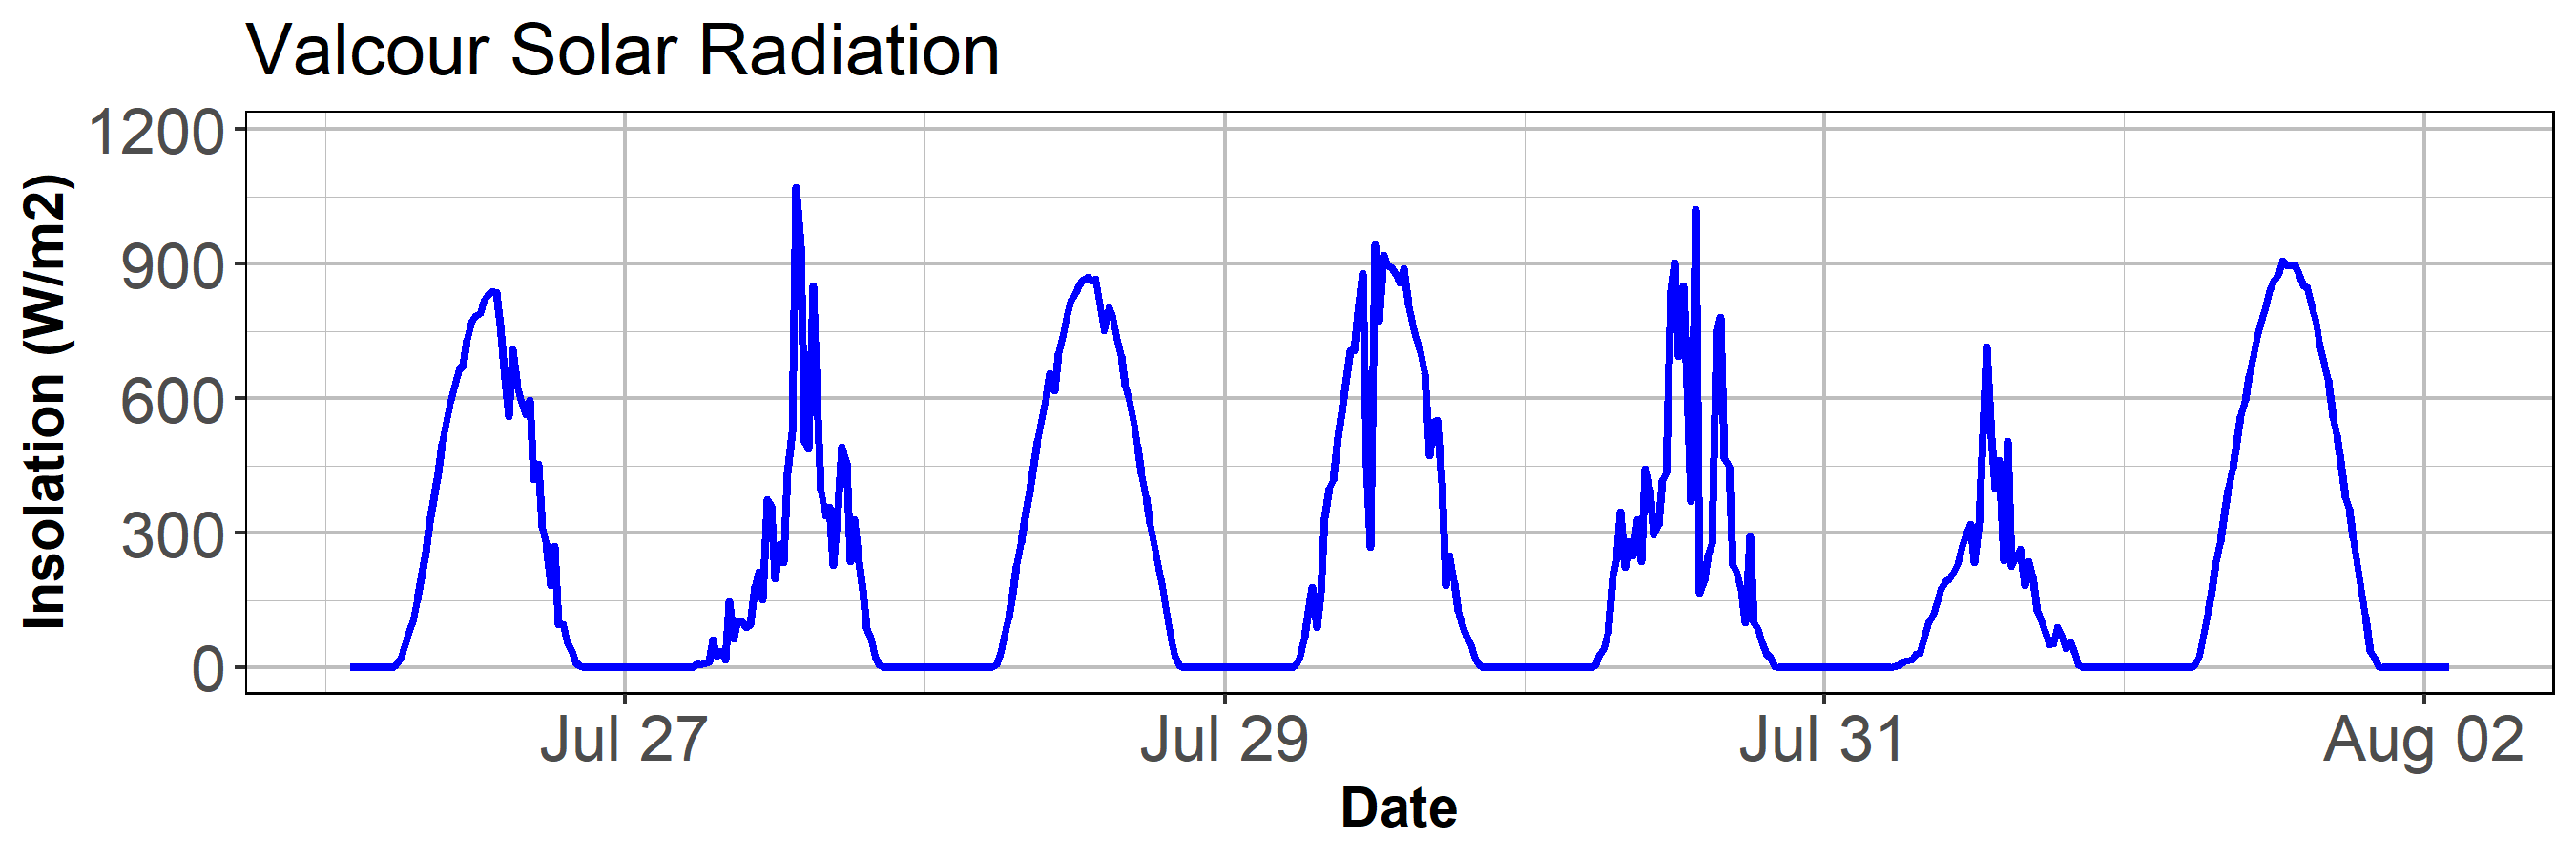 Valcour Solar Radiation
1200
900
600
300
0
Insolation (W/m2)
Jul 27
Jul 29
Jul 31
Aug 02
Date